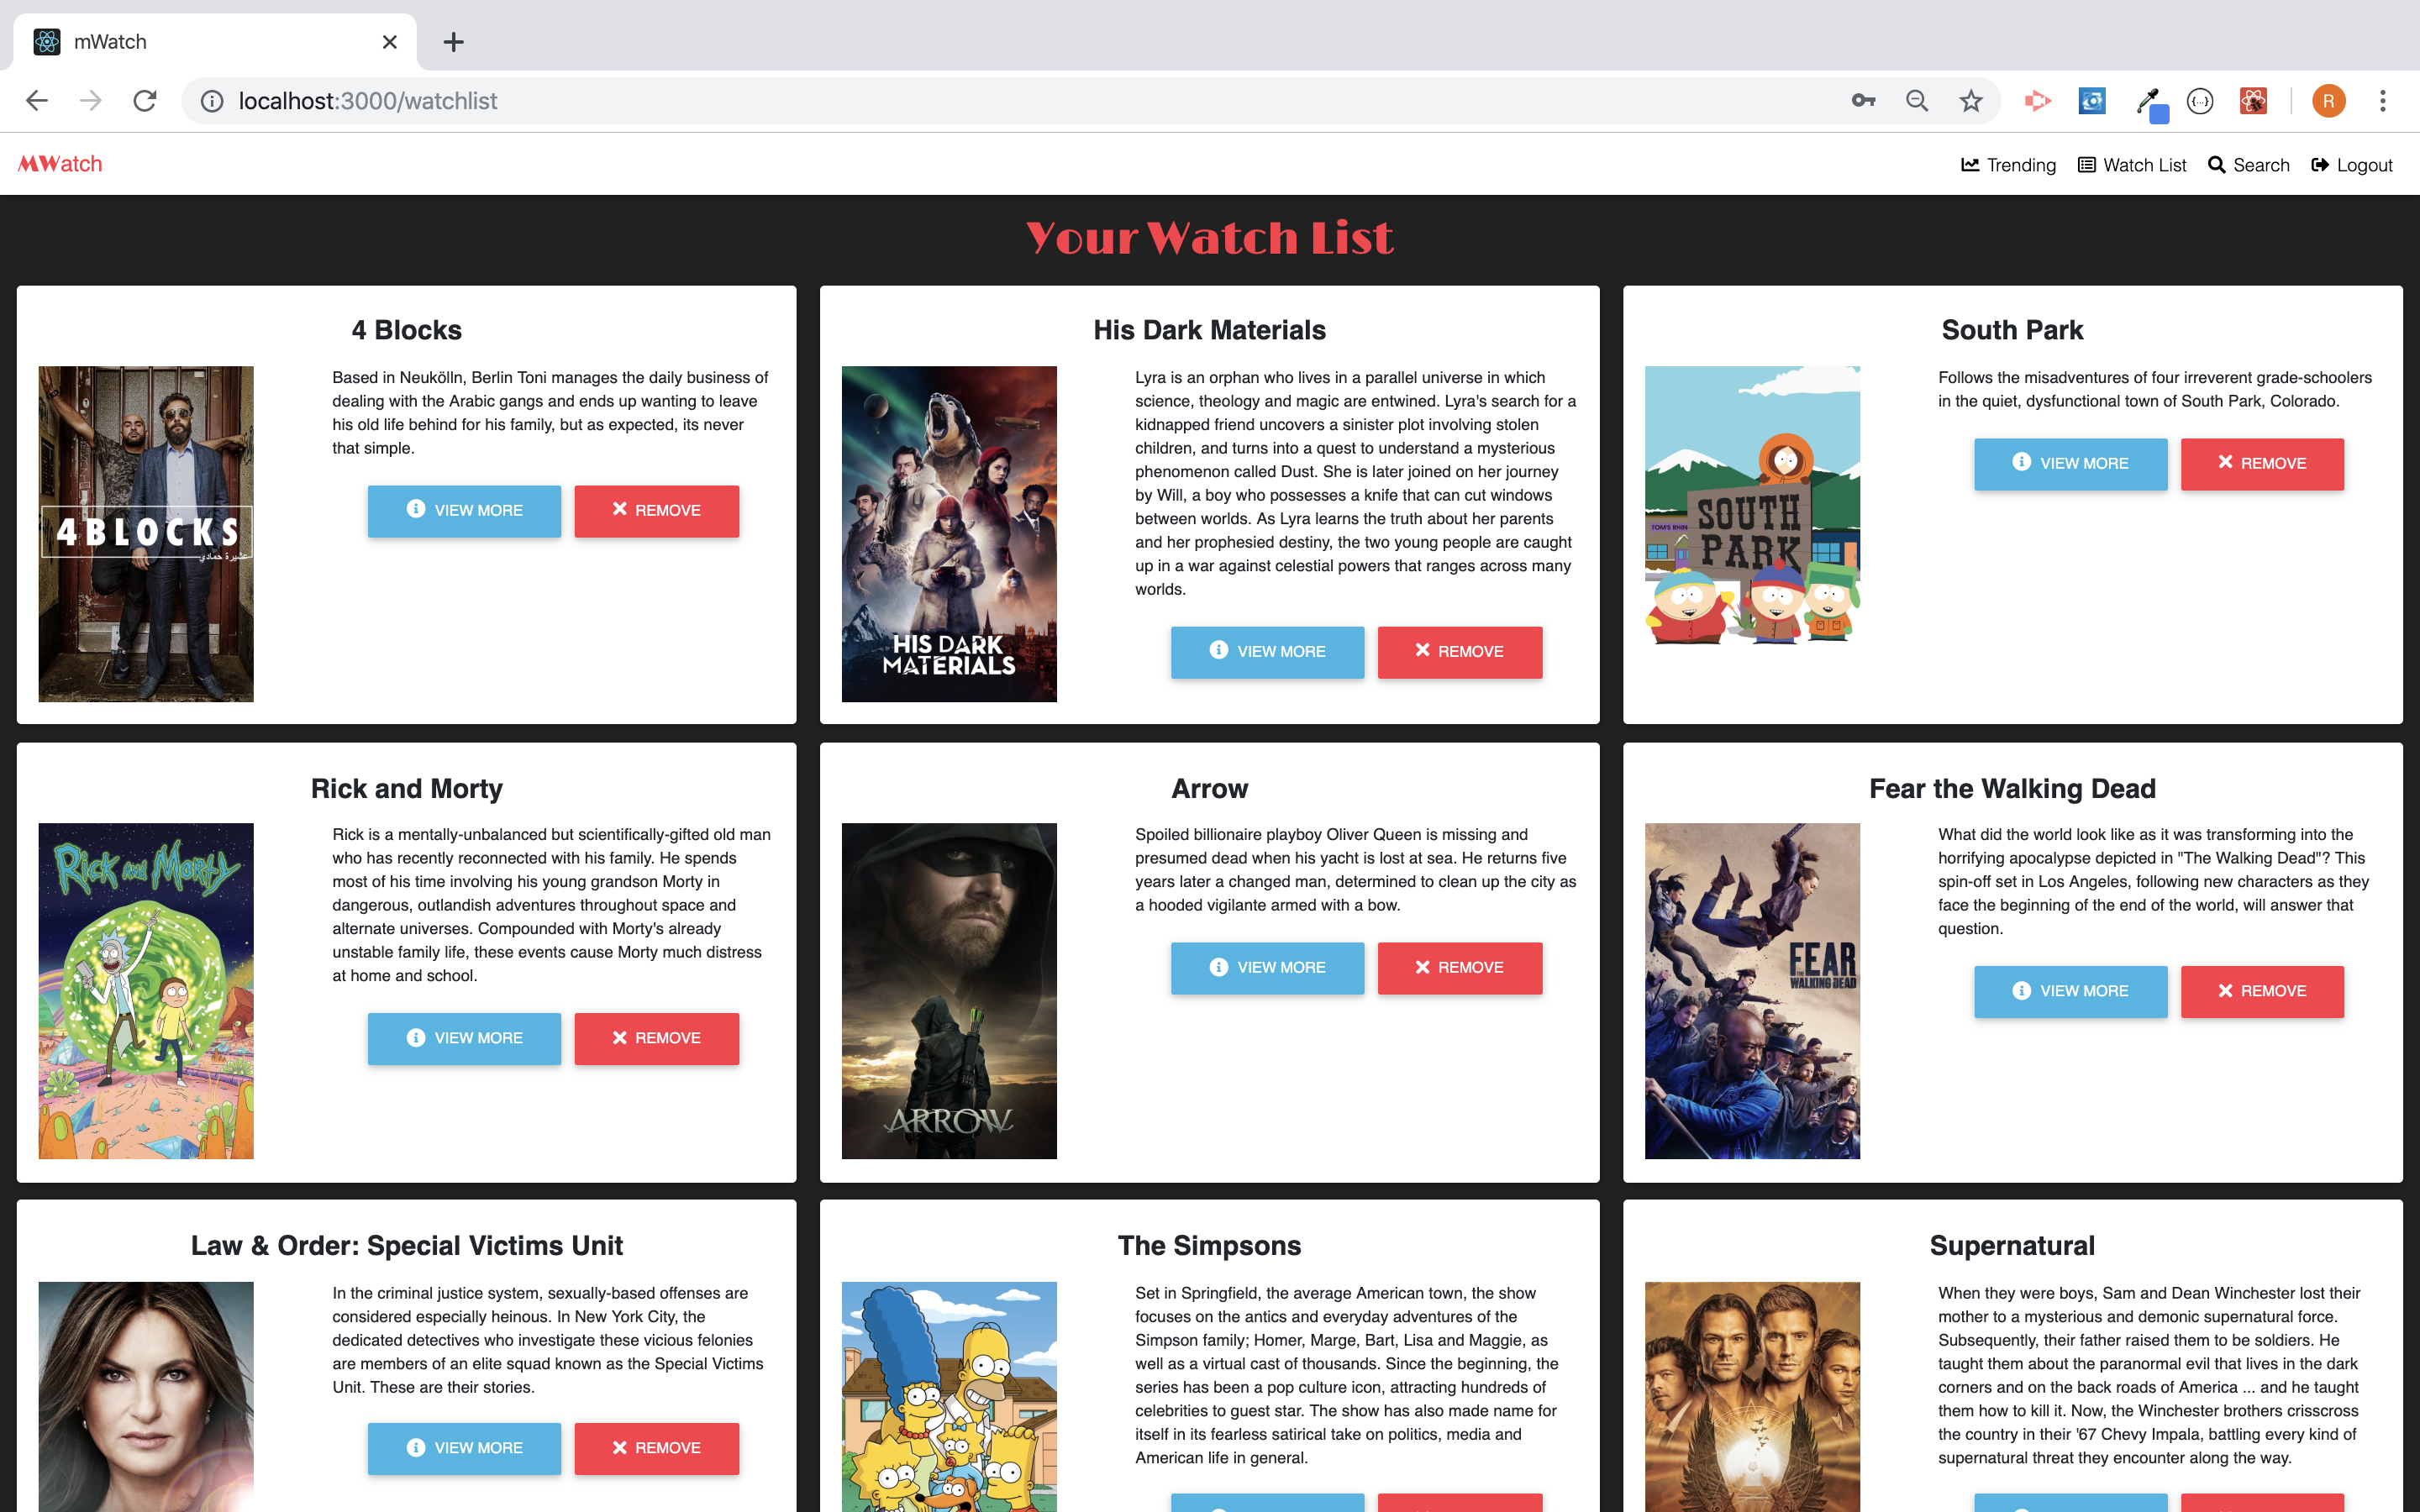 mWatch
localhost:3000/watchlist
R
MWatch
Trending
Watch List
Search
Logout
Your Watch List
4 Blocks
4BLOCKS
عشيرة حمادي
Based in Neukölln, Berlin Toni manages the daily business of
dealing with the Arabic gangs and ends up wanting to leave
his old life behind for his family, but as expected, its never
that simple.
VIEW MORE
REMOVE
His Dark Materials
HIS DARK
MATERIALS
Lyra is an orphan who lives in a parallel universe in which
science, theology and magic are entwined. Lyra's search for a
kidnapped friend uncovers a sinister plot involving stolen
children, and turns into a quest to understand a mysterious
phenomenon called Dust. She is later joined on her journey
by Will, a boy who possesses a knife that can cut windows
between worlds. As Lyra learns the truth about her parents
and her prophesied destiny, the two young people are caught
up in a war against celestial powers that ranges across many
worlds.
VIEW MORE
REMOVE
South Park
TOM'S RHIN
SOUTH
PARK
Follows the misadventures of four irreverent grade-schoolers
in the quiet, dysfunctional town of South Park, Colorado.
VIEW MORE
REMOVE
Rick and Morty
RICK AND MORTY
Rick is a mentally-unbalanced but scientifically-gifted old man
who has recently reconnected with his family. He spends
most of his time involving his young grandson Morty in
dangerous, outlandish adventures throughout space and
alternate universes. Compounded with Morty's already
unstable family life, these events cause Morty much distress
at home and school.
VIEW MORE
REMOVE
Arrow
ARROW
Spoiled billionaire playboy Oliver Queen is missing and
presumed dead when his yacht is lost at sea. He returns five
years later a changed man, determined to clean up the city as
a hooded vigilante armed with a bow.
VIEW MORE
REMOVE
Fear the Walking Dead
FEAR
THE WALKING DEAD
What did the world look like as it was transforming into the
horrifying apocalypse depicted in "The Walking Dead"? This
spin-off set in Los Angeles, following new characters as they
face the beginning of the end of the world, will answer that
question.
VIEW MORE
REMOVE
Law & Order: Special Victims Unit
In the criminal justice system, sexually-based offenses are
considered especially heinous. In New York City, the
dedicated detectives who investigate these vicious felonies
are members of an elite squad known as the Special Victims
Unit. These are their stories.
VIEW MORE
REMOVE
The Simpsons
Set in Springfield, the average American town, the show
focuses on the antics and everyday adventures of the
Simpson family; Homer, Marge, Bart, Lisa and Maggie, as
well as a virtual cast of thousands. Since the beginning, the
series has been a pop culture icon, attracting hundreds of
celebrities to guest star. The show has also made name for
itself in its fearless satirical take on politics, media and
American life in general.
Supernatural
When they were boys, Sam and Dean Winchester lost their
mother to a mysterious and demonic supernatural force.
Subsequently, their father raised them to be soldiers. He
taught them about the paranormal evil that lives in the dark
corners and on the back roads of America ... and he taught
them how to kill it. Now, the Winchester brothers crisscross
the country in their '67 Chevy Impala, battling every kind of
supernatural threat they encounter along the way.